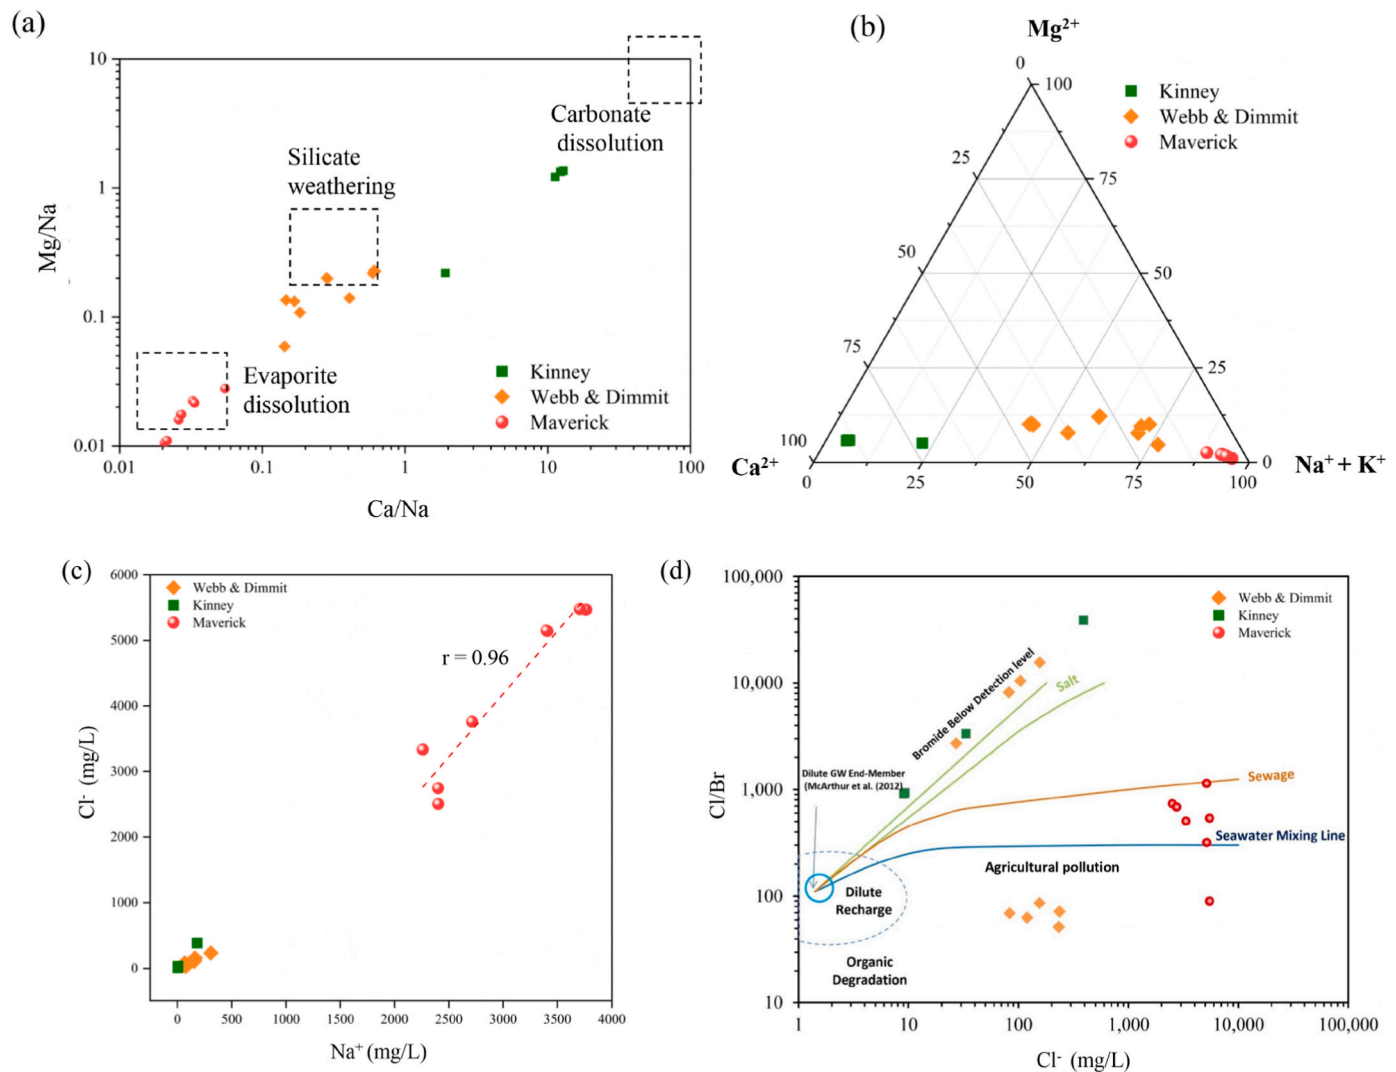 (a)
10
1
0.1
0.01
0.01
0.1
1
10
100
Mg/Na
Ca/Na
Carbonate
dissolution
Silicate
weathering
Evaporite
dissolution
Kinney
Webb & Dimmit
Maverick
(b)
Mg²⁺
0
100
25
75
50
50
75
25
100
0
Ca²⁺
Na⁺ + K⁺
0
25
50
75
100
Kinney
Webb & Dimmit
Maverick
(c)
6000
5000
4000
3000
2000
1000
0
0
500
1000
1500
2000
2500
3000
3500
4000
Cl⁻ (mg/L)
Na⁺ (mg/L)
Webb & Dimmit
Kinney
Maverick
r = 0.96
(d)
100,000
10,000
1,000
100
10
1
10
100
1,000
10,000
100,000
Cl/Br
Cl⁻ (mg/L)
Webb & Dimmit
Kinney
Maverick
Bromide Below Detection level
Salt
Dilute GW End-Member
(McArthur et al. (2012)
Sewage
Seawater Mixing Line
Agricultural pollution
Dilute
Recharge
Organic
Degradation